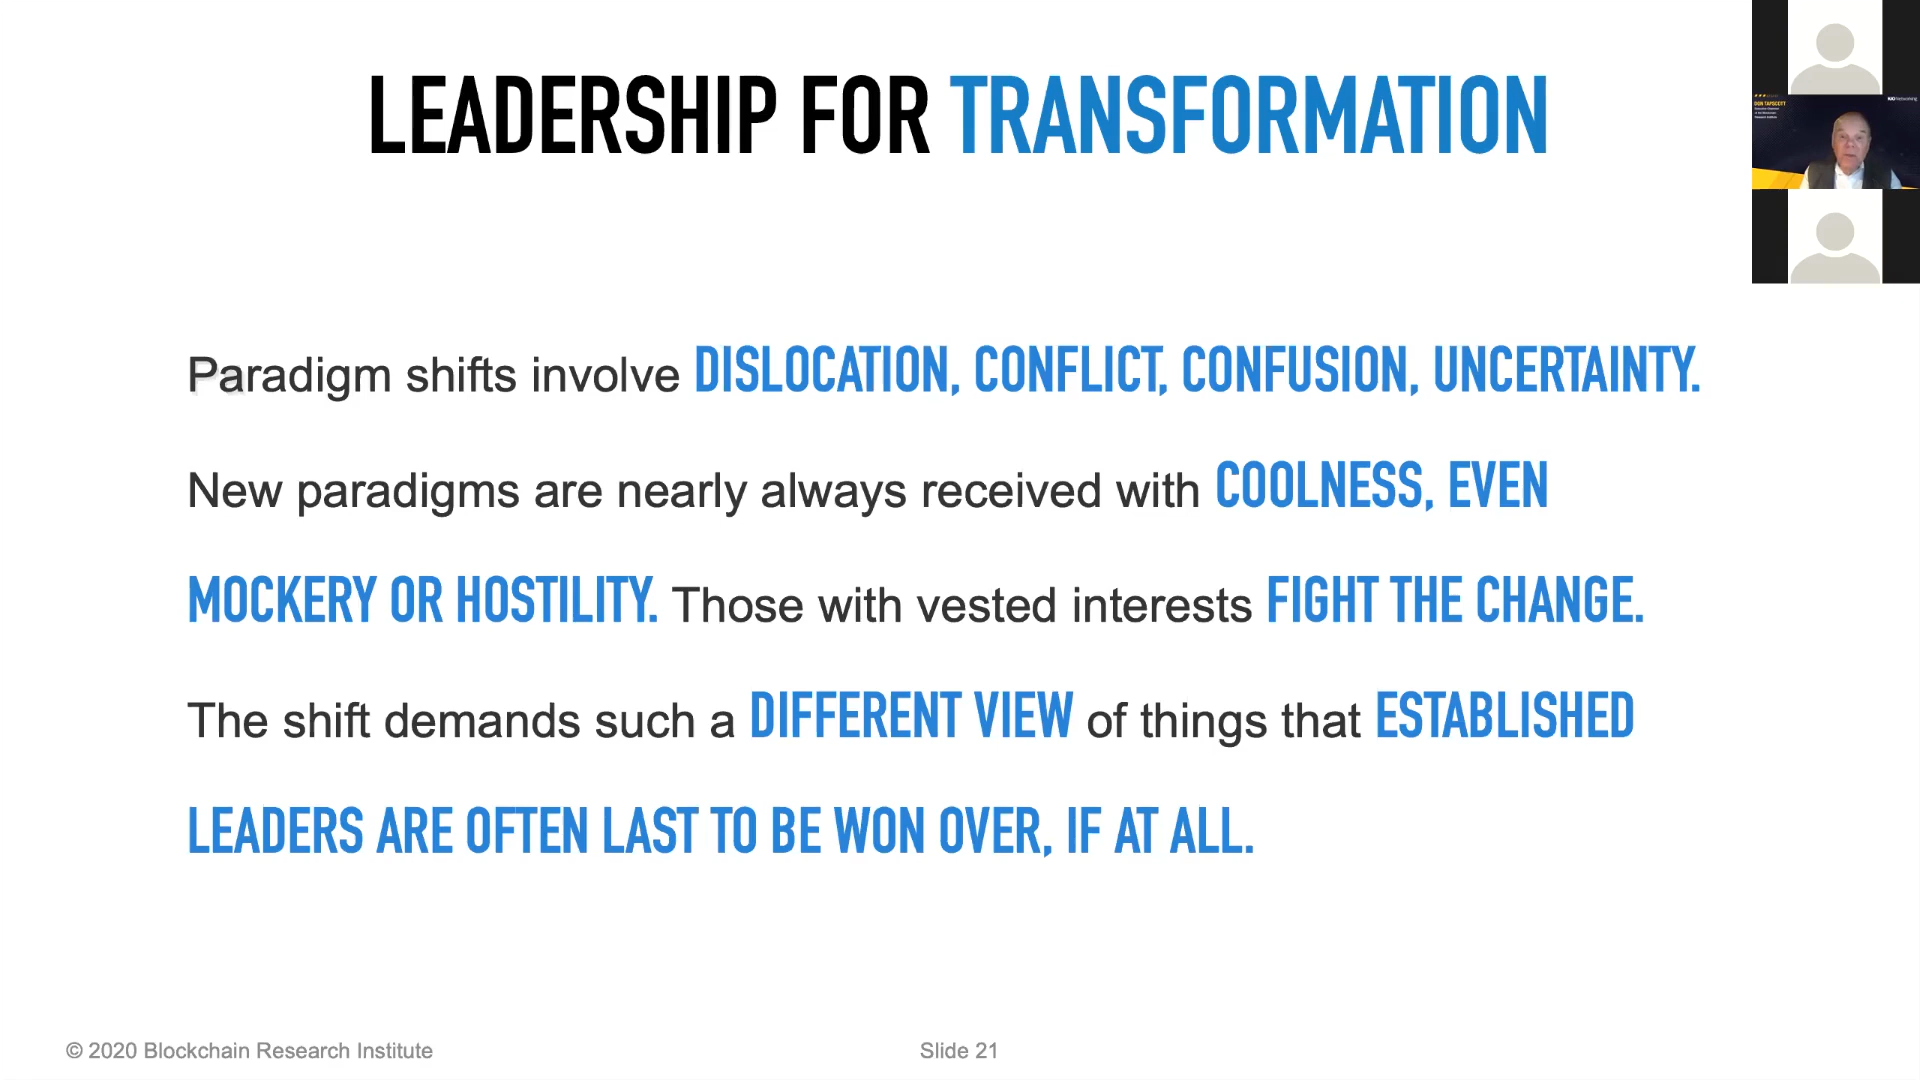 LEADERSHIP FOR TRANSFORMATION
DON TAPSCOTT
Paradigm shifts involve DISLOCATION, CONFLICT, CONFUSION, UNCERTAINTY.
New paradigms are nearly always received with COOLNESS, EVEN
MOCKERY OR HOSTILITY. Those with vested interests FIGHT THE CHANGE.
The shift demands such a DIFFERENT VIEW of things that ESTABLISHED
LEADERS ARE OFTEN LAST TO BE WON OVER, IF AT ALL.
© 2020 Blockchain Research Institute
Slide 21